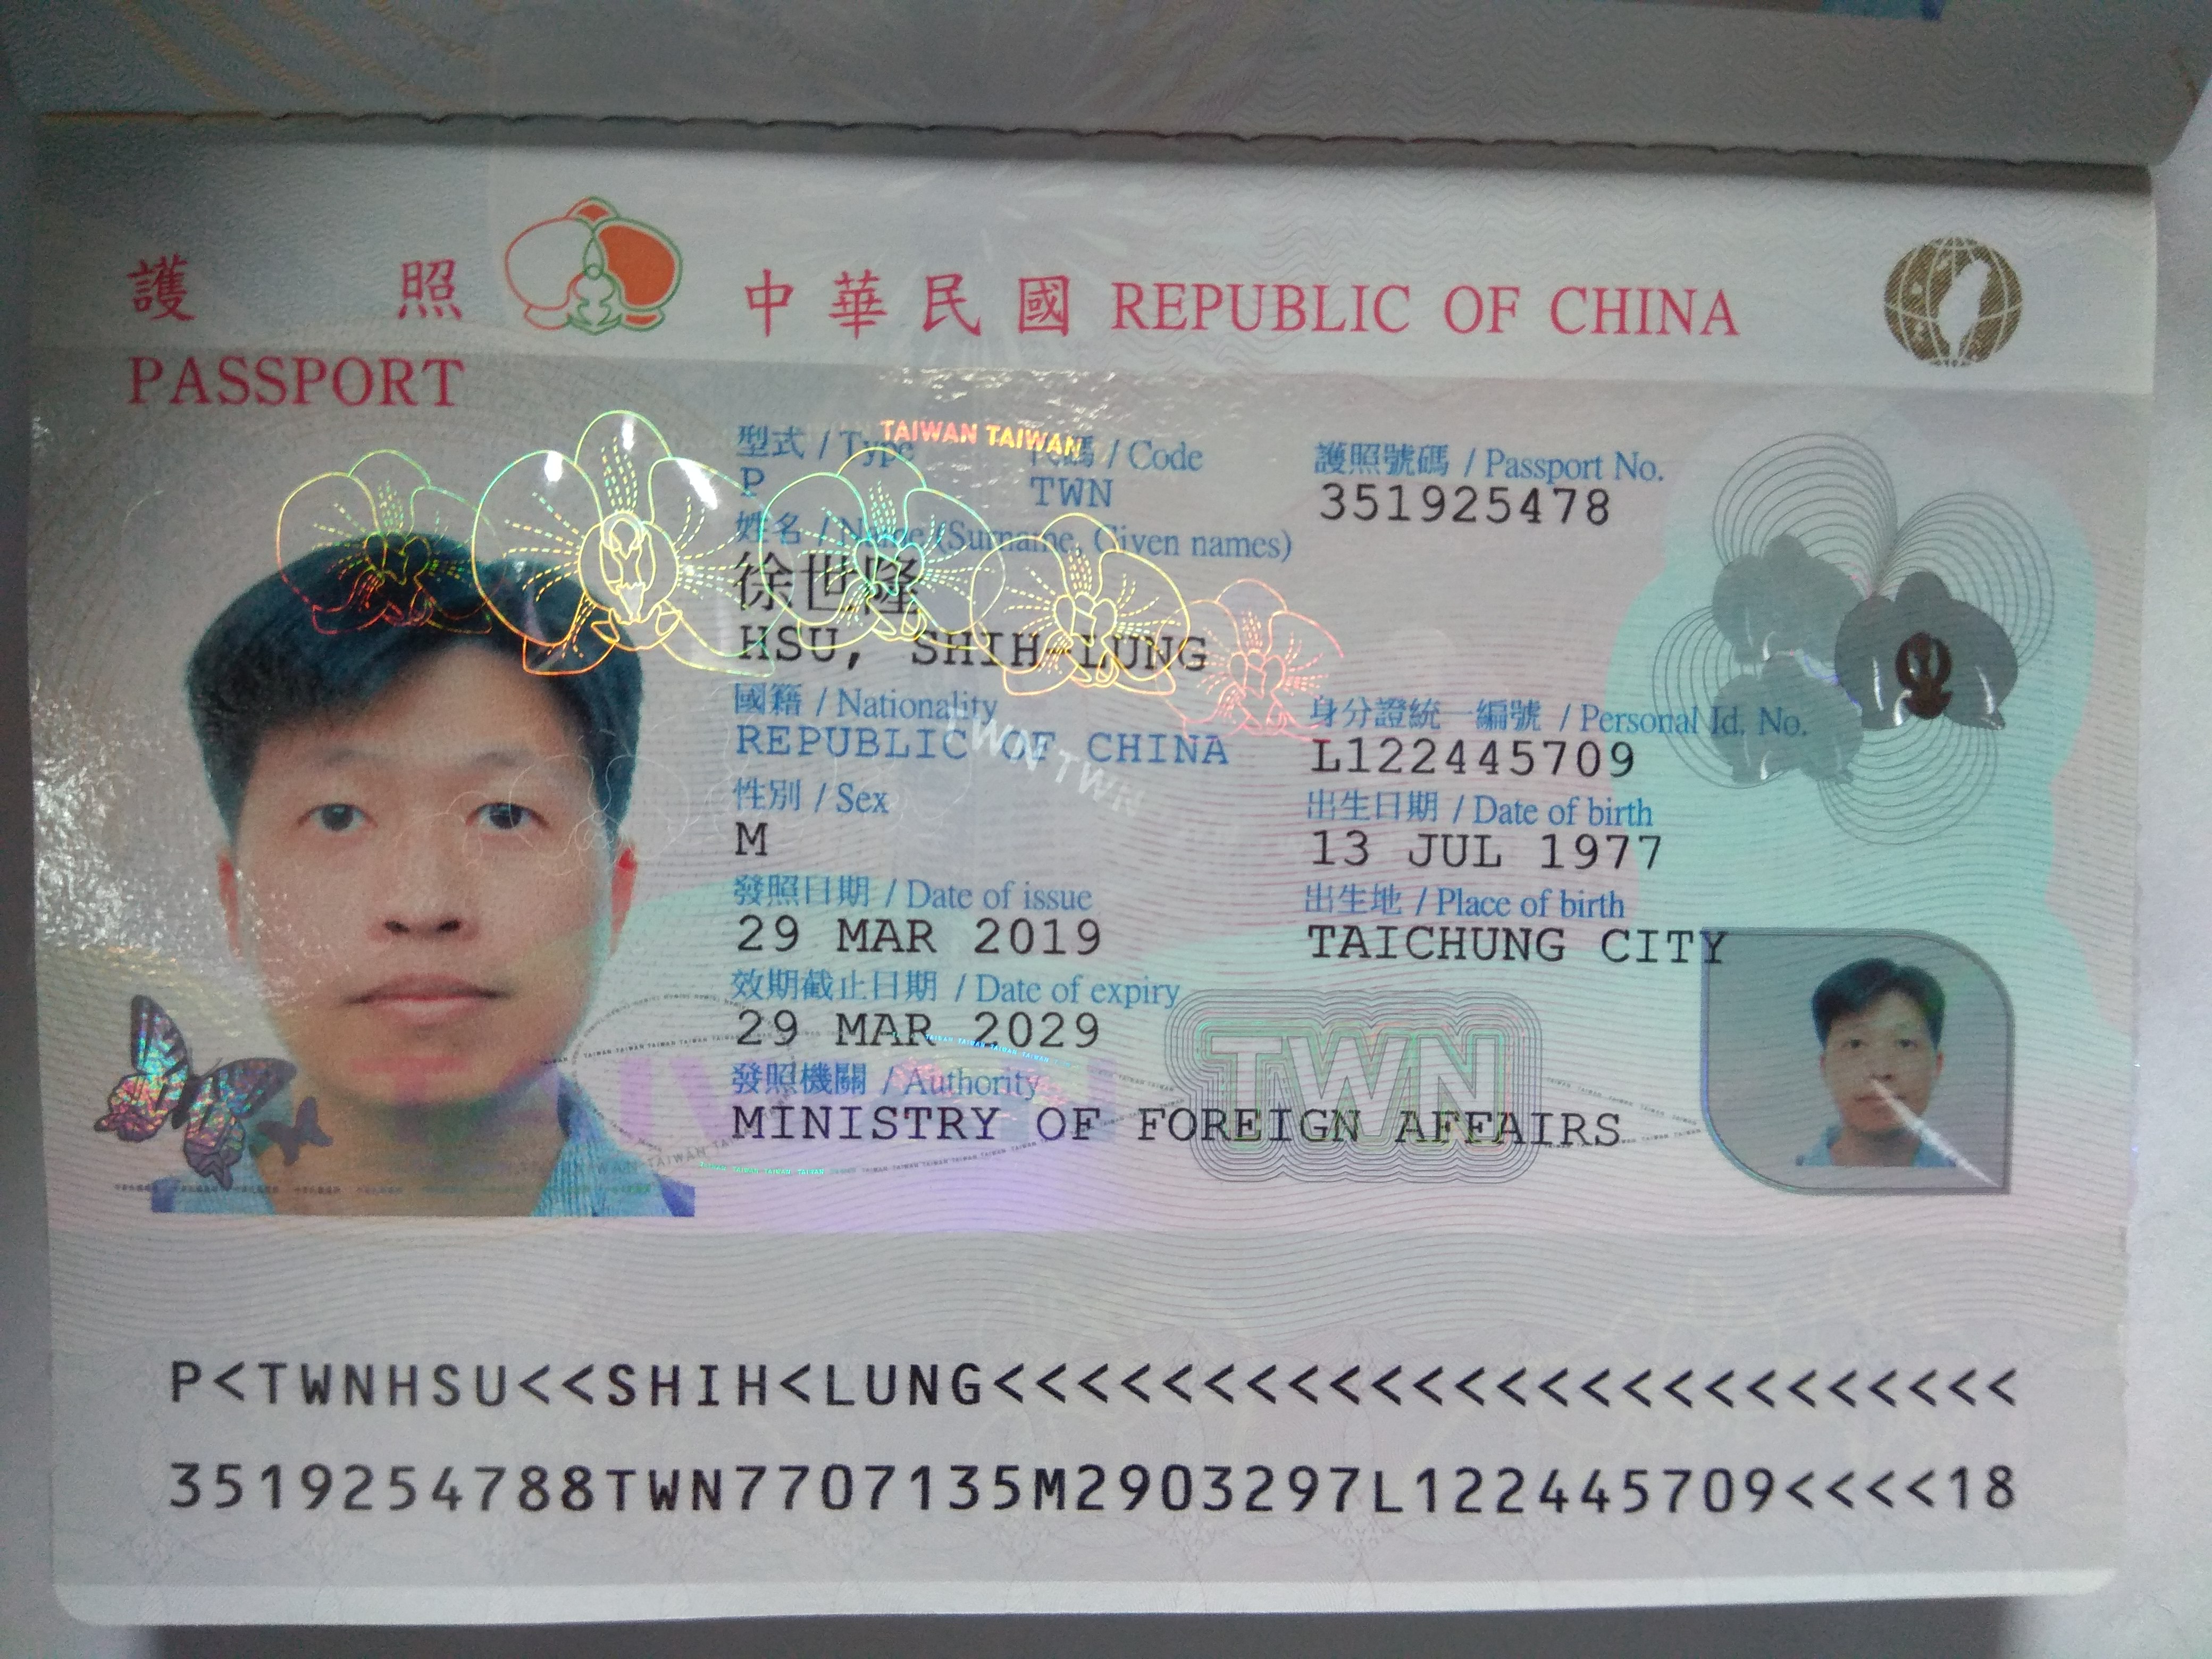 護 照
PASSPORT
中華民國 REPUBLIC OF CHINA
TAIWAN TAIWAN
型式 / Type
P
代碼 / Code
TWN
護照號碼 / Passport No.
351925478
姓名 / Name (Surname, Given names)
徐世隆
HSU, SHIH-LUNG
國籍 / Nationality
REPUBLIC OF CHINA
TWN TWN
身分證統一編號 / Personal Id. No.
L122445709
性別 / Sex
M
出生日期 / Date of birth
13 JUL 1977
發照日期 / Date of issue
29 MAR 2019
出生地 / Place of birth
TAICHUNG CITY
效期截止日期 / Date of expiry
29 MAR 2029
發照機關 / Authority
MINISTRY OF FOREIGN AFFAIRS
TWN
P<TWNHSU<<SHIH<LUNG<<<<<<<<<<<<<<<<<<<<<<<<<
3519254788TWN7707135M2903297L122445709<<<<18